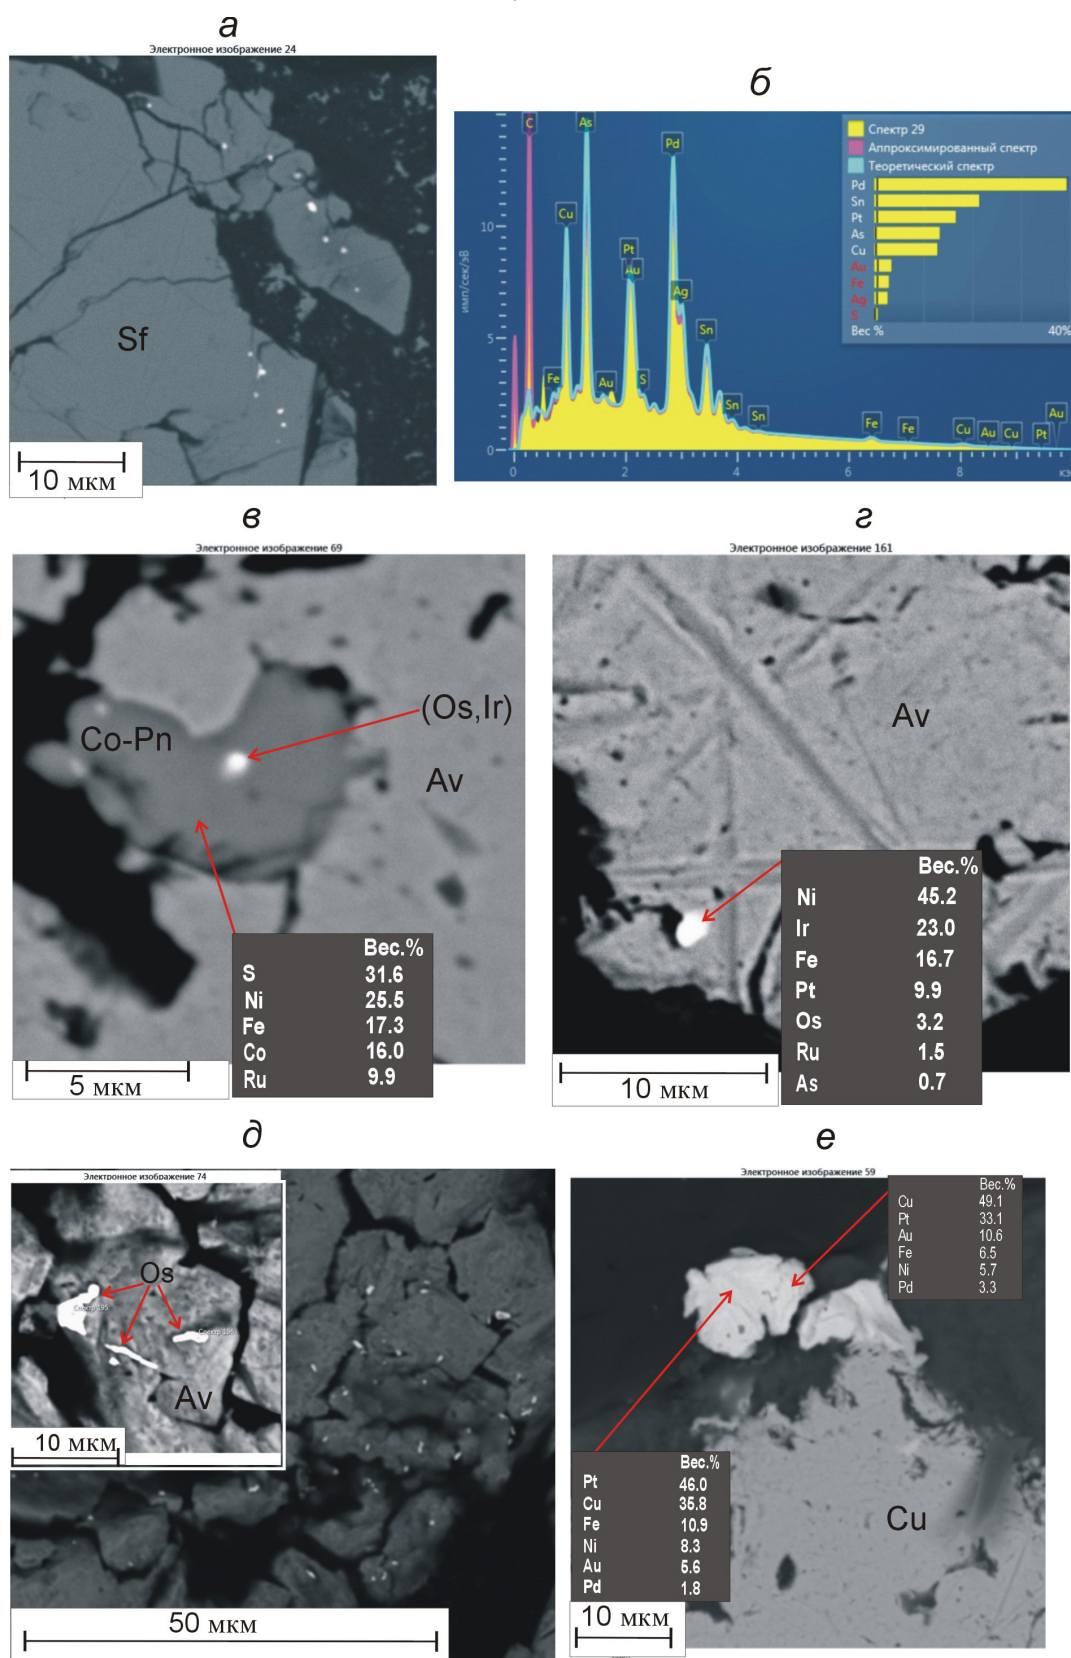 а
Электронное изображение 24
Sf
10 мкм
б
Спектр 29
Аппроксимированный спектр
Теоретический спектр
Pd
Sn
Pt
As
Cu
Au
Fe
Ag
S
Вес % 40%
имп/сек/эВ
10
5
0
0 2 4 6 8 кэ
C
As
Pd
Cu
Pt
Au
Ag
Sn
Fe
Au
S
Sn
Sn
Fe
Fe
Cu
Au
Cu
Pt
Au
в
Электронное изображение 69
(Os,Ir)
Co-Pn
Av
Вес.%
S 31.6
Ni 25.5
Fe 17.3
Co 16.0
Ru 9.9
5 мкм
г
Электронное изображение 161
Av
Вес.%
Ni 45.2
Ir 23.0
Fe 16.7
Pt 9.9
Os 3.2
Ru 1.5
As 0.7
10 мкм
д
Электронное изображение 74
Os
Спектр 195
Спектр 196
Av
10 мкм
50 мкм
е
Электронное изображение 59
Вес.%
Cu 49.1
Pt 33.1
Au 10.6
Fe 6.5
Ni 5.7
Pd 3.3
Вес.%
Pt 46.0
Cu 35.8
Fe 10.9
Ni 8.3
Au 5.6
Pd 1.8
Cu
10 мкм